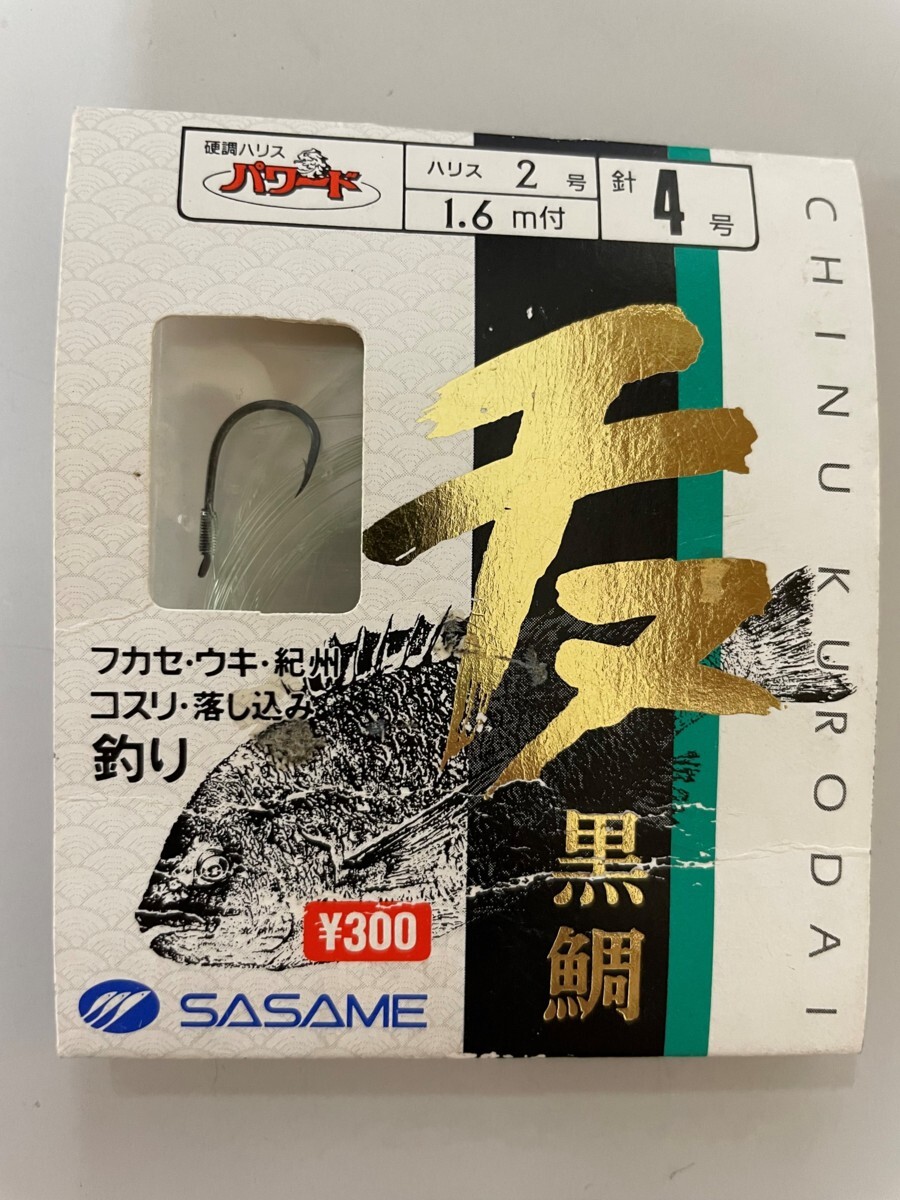 硬調ハリス
パワード
ハリス 2 号
1.6 m付
針 4 号
CHINU KURODAI
チヌ
黒鯛
フカセ・ウキ・紀州
コスリ・落し込み
釣り
¥300
SASAME